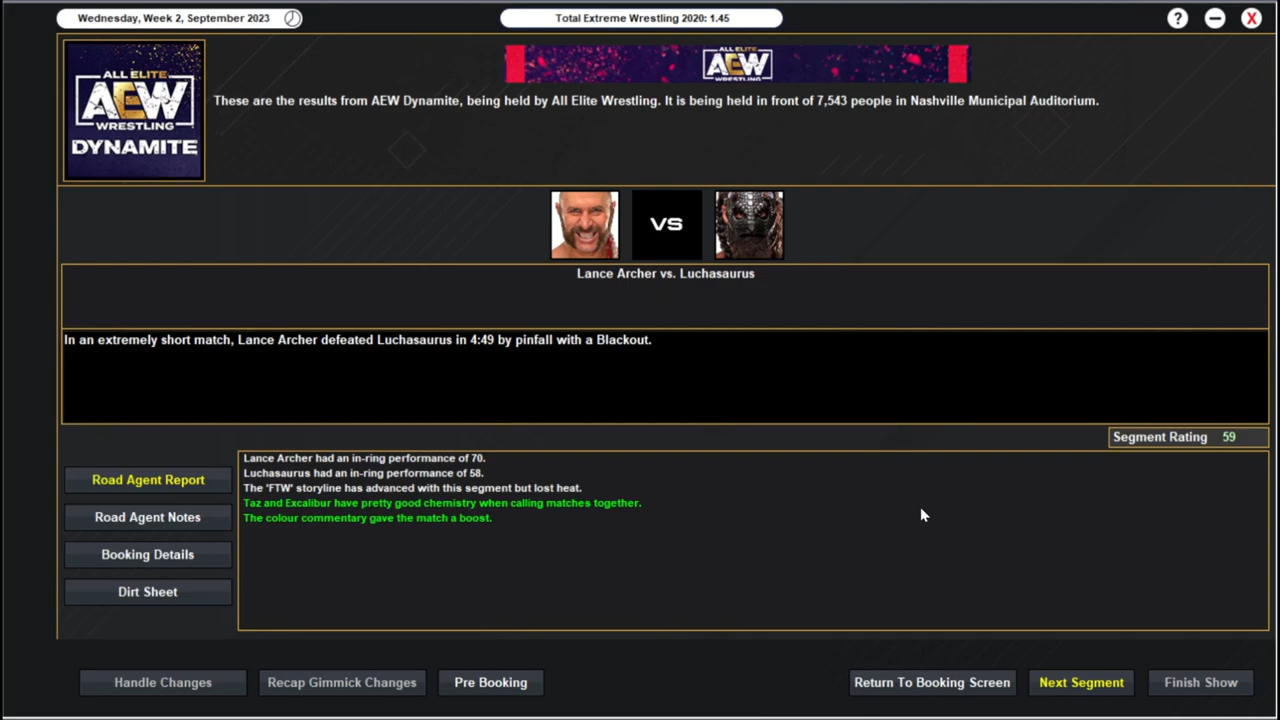 Wednesday, Week 2, September 2023
Total Extreme Wrestling 2020: 1.45
?
X
ALL ELITE
AEW
WRESTLING
DYNAMITE
ALL ELITE
AEW
WRESTLING
These are the results from AEW Dynamite, being held by All Elite Wrestling. It is being held in front of 7,543 people in Nashville Municipal Auditorium.
VS
Lance Archer vs. Luchasaurus
In an extremely short match, Lance Archer defeated Luchasaurus in 4:49 by pinfall with a Blackout.
Segment Rating 59
Road Agent Report
Road Agent Notes
Booking Details
Dirt Sheet
Lance Archer had an in-ring performance of 70.
Luchasaurus had an in-ring performance of 58.
The 'FTW' storyline has advanced with this segment but lost heat.
Taz and Excalibur have pretty good chemistry when calling matches together.
The colour commentary gave the match a boost.
Handle Changes
Recap Gimmick Changes
Pre Booking
Return To Booking Screen
Next Segment
Finish Show